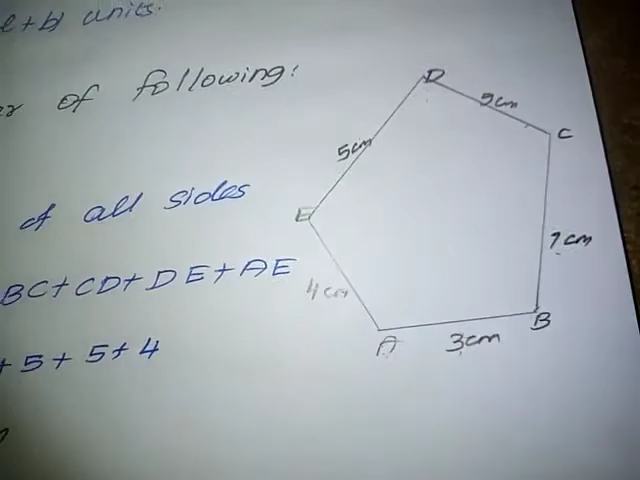 l+b) units.
of following:
D
5cm
C
5cm
of all sides
E
7cm
BC+CD+DE+AE
4cm
B
A
3cm
+5+5+4